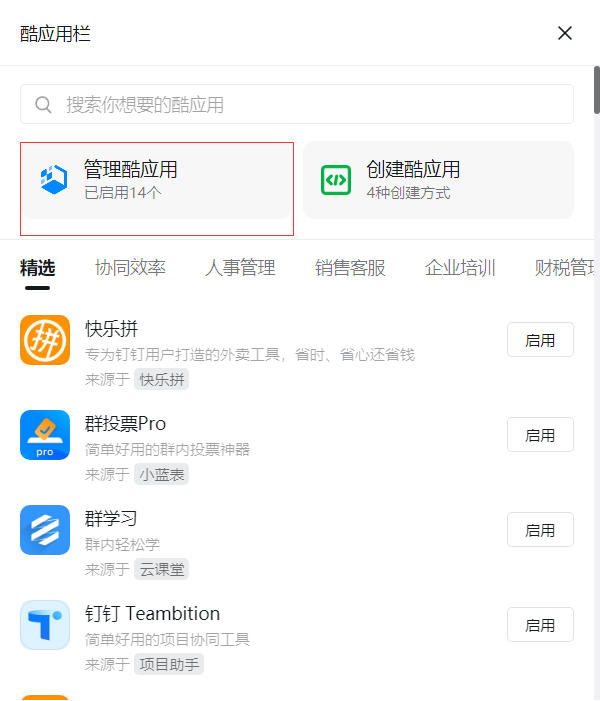 酷应用栏
搜索你想要的酷应用
管理酷应用
已启用14个
创建酷应用
4种创建方式
精选 协同效率 人事管理 销售客服 企业培训 财税管理
拼
快乐拼
专为钉钉用户打造的外卖工具，省时、省心还省钱
来源于 快乐拼
启用
pro
群投票Pro
简单好用的群内投票神器
来源于 小蓝表
启用
群学习
群内轻松学
来源于 云课堂
启用
钉钉 Teambition
简单好用的项目协同工具
来源于 项目助手
启用